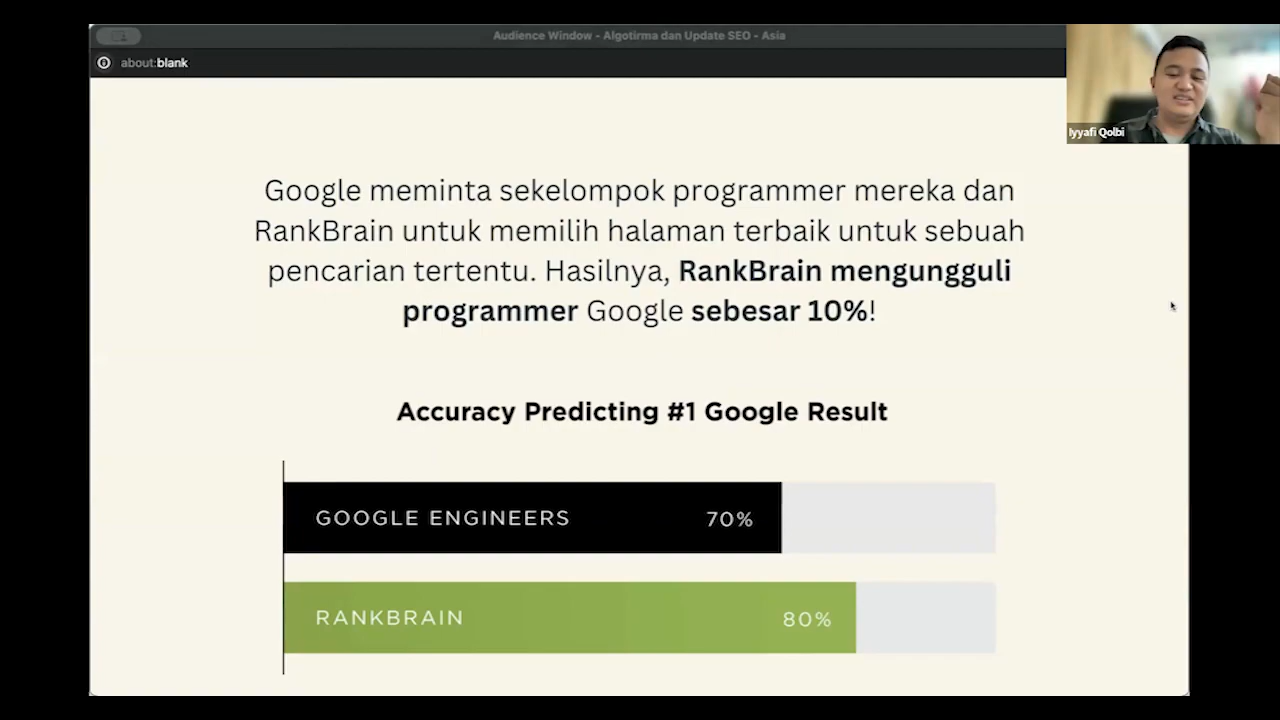 Audience Window - Algotirma dan Update SEO - Asia
about:blank
Iyyafi Qolbi
Google meminta sekelompok programmer mereka dan
RankBrain untuk memilih halaman terbaik untuk sebuah
pencarian tertentu. Hasilnya, RankBrain mengungguli
programmer Google sebesar 10%!
Accuracy Predicting #1 Google Result
GOOGLE ENGINEERS 70%
RANKBRAIN 80%